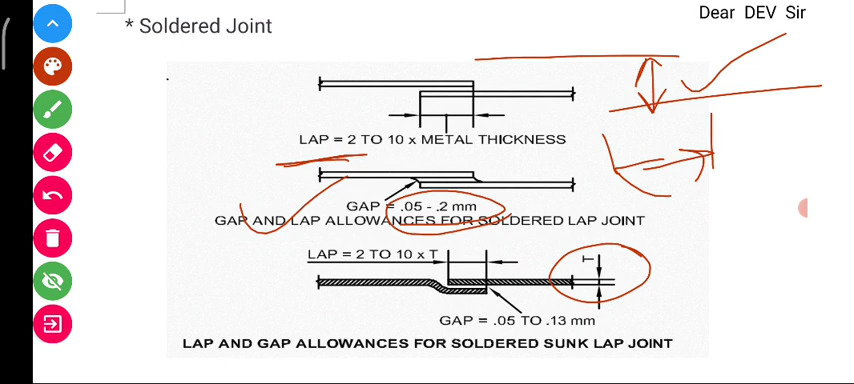 Dear DEV Sir
* Soldered Joint
LAP = 2 TO 10 x METAL THICKNESS
GAP = .05 - .2 mm
GAP AND LAP ALLOWANCES FOR SOLDERED LAP JOINT
LAP = 2 TO 10 x T
T
GAP = .05 TO .13 mm
LAP AND GAP ALLOWANCES FOR SOLDERED SUNK LAP JOINT